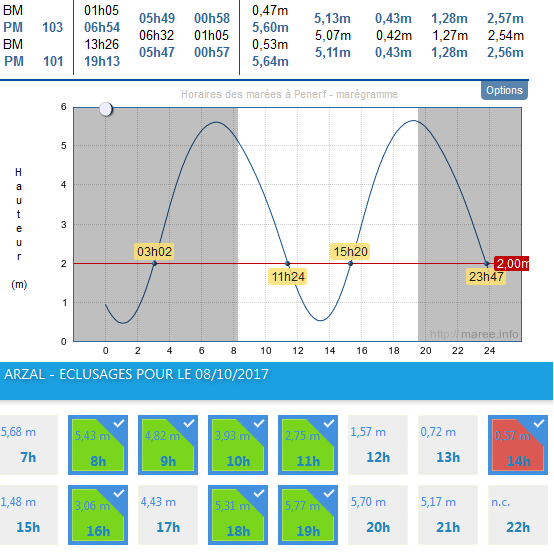 BM 01h05 0,47m
PM 103 06h54 05h49 00h58 5,60m 5,13m 0,43m 1,28m 2,57m
BM 13h26 06h32 01h05 0,53m 5,07m 0,42m 1,27m 2,54m
PM 101 19h13 05h47 00h57 5,64m 5,11m 0,43m 1,28m 2,56m
Options
Horaires des marées à Penerf - marégramme
Hauteur (m)
6
5
4
3
2
1
0
03h02
15h20
2,00m
11h24
23h47
http://maree.info
0 2 4 6 8 10 12 14 16 18 20 22 24
ARZAL - ECLUSAGES POUR LE 08/10/2017
5,68 m 5,43 m 4,82 m 3,93 m 2,75 m 1,57 m 0,72 m 0,57 m
7h 8h 9h 10h 11h 12h 13h 14h
1,48 m 3,06 m 4,43 m 5,31 m 5,77 m 5,70 m 5,17 m n.c.
15h 16h 17h 18h 19h 20h 21h 22h